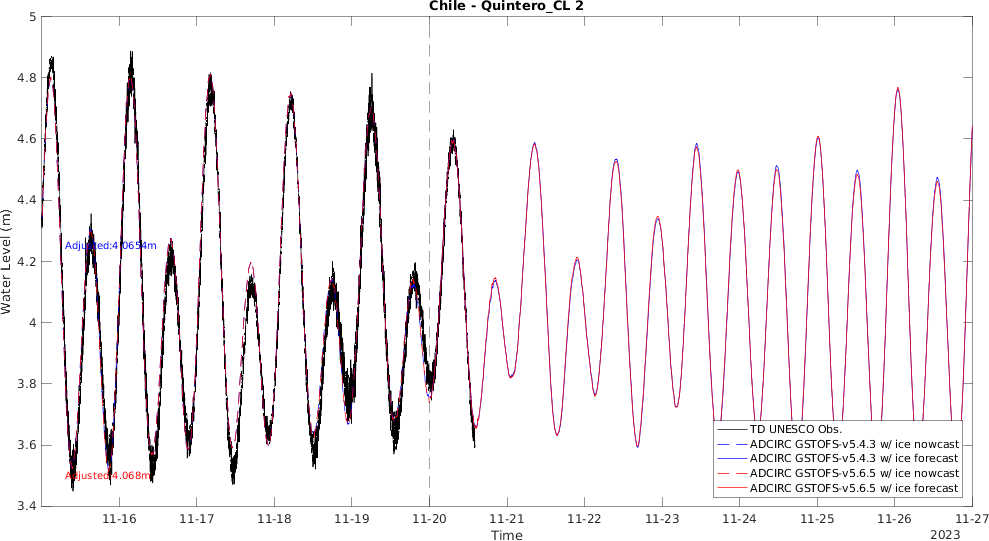 Chile - Quintero_CL 2
Water Level (m)
5
4.8
4.6
4.4
4.2
4
3.8
3.6
3.4
Adjusted:4.0654m
Adjusted:4.068m
TD UNESCO Obs.
ADCIRC GSTOFS-v5.4.3 w/ ice nowcast
ADCIRC GSTOFS-v5.4.3 w/ ice forecast
ADCIRC GSTOFS-v5.6.5 w/ ice nowcast
ADCIRC GSTOFS-v5.6.5 w/ ice forecast
11-16 11-17 11-18 11-19 11-20 11-21 11-22 11-23 11-24 11-25 11-26 11-27
Time
2023